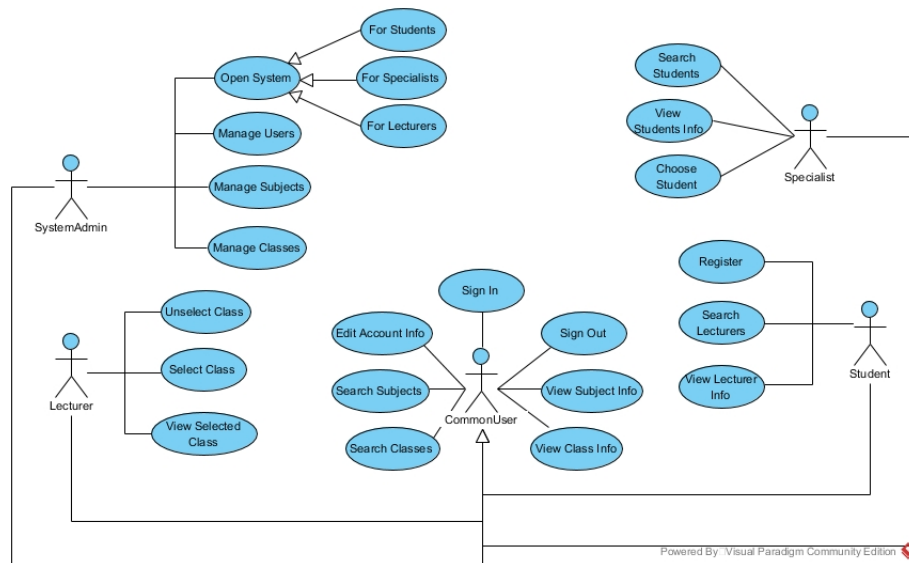 For Students
Open System
For Specialists
For Lecturers
Manage Users
Manage Subjects
Manage Classes
SystemAdmin
Search
Students
View
Students Info
Choose
Student
Specialist
Unselect Class
Select Class
View Selected
Class
Lecturer
Sign In
Edit Account Info
Sign Out
Search Subjects
View Subject Info
CommonUser
Search Classes
View Class Info
Register
Search
Lecturers
View Lecturer
Info
Student
Powered By Visual Paradigm Community Edition